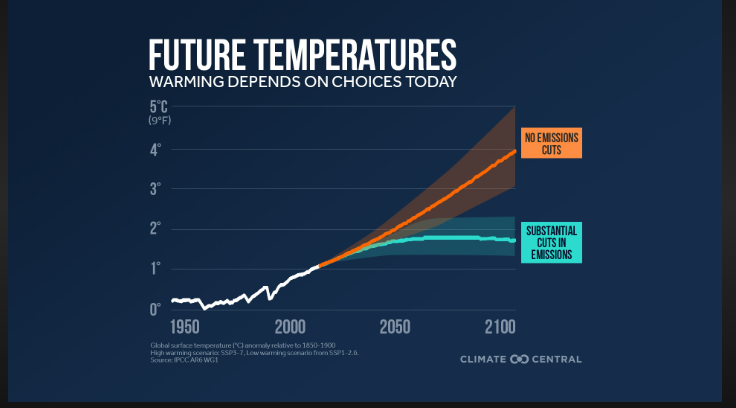 FUTURE TEMPERATURES
WARMING DEPENDS ON CHOICES TODAY
5°C
(9°F)
4°
3°
2°
1°
0°
NO EMISSIONS
CUTS
SUBSTANTIAL
CUTS IN
EMISSIONS
1950 2000 2050 2100
Global surface temperature (°C) anomaly relative to 1850-1900
High warming scenario: SSP3-7, Low warming scenario from SSP1-2.6.
Source: IPCC AR6 WG1
CLIMATE CENTRAL